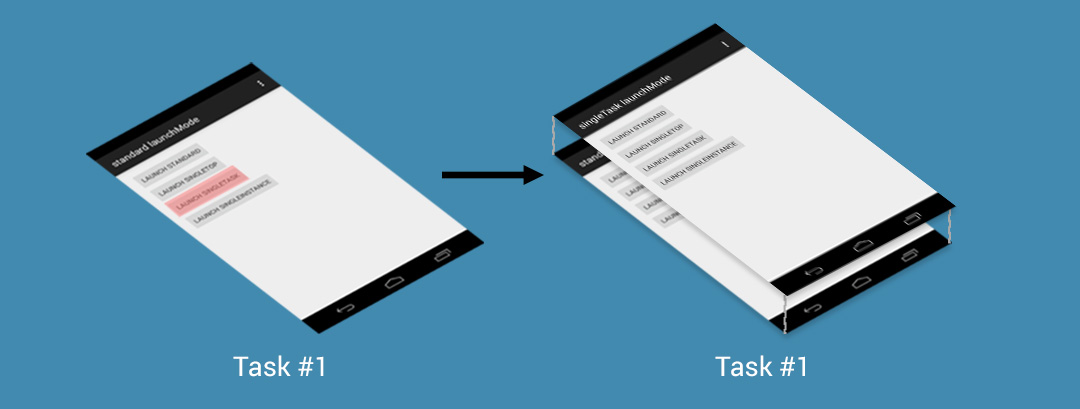 standard launchMode
LAUNCH STANDARD
LAUNCH SINGLETOP
LAUNCH SINGLETASK
LAUNCH SINGLEINSTANCE
Task #1
singleTask launchMode
LAUNCH STANDARD
LAUNCH SINGLETOP
LAUNCH SINGLETASK
LAUNCH SINGLEINSTANCE
stand
Task #1